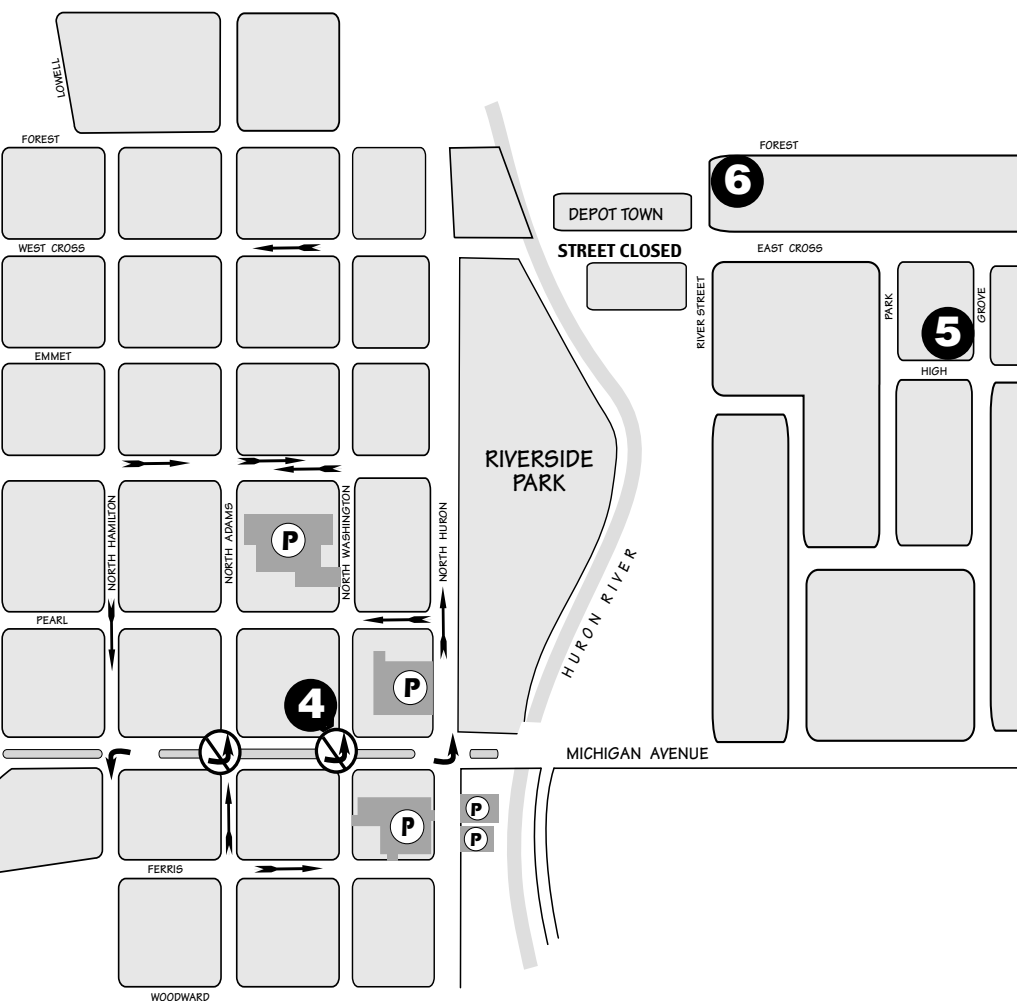 LOWELL
FOREST
FOREST
6
DEPOT TOWN
WEST CROSS
STREET CLOSED
EAST CROSS
RIVER STREET
PARK
GROVE
5
EMMET
HIGH
RIVERSIDE
PARK
NORTH HAMILTON
NORTH ADAMS
P
NORTH WASHINGTON
NORTH HURON
HURON RIVER
PEARL
P
4
MICHIGAN AVENUE
P
P
P
FERRIS
WOODWARD